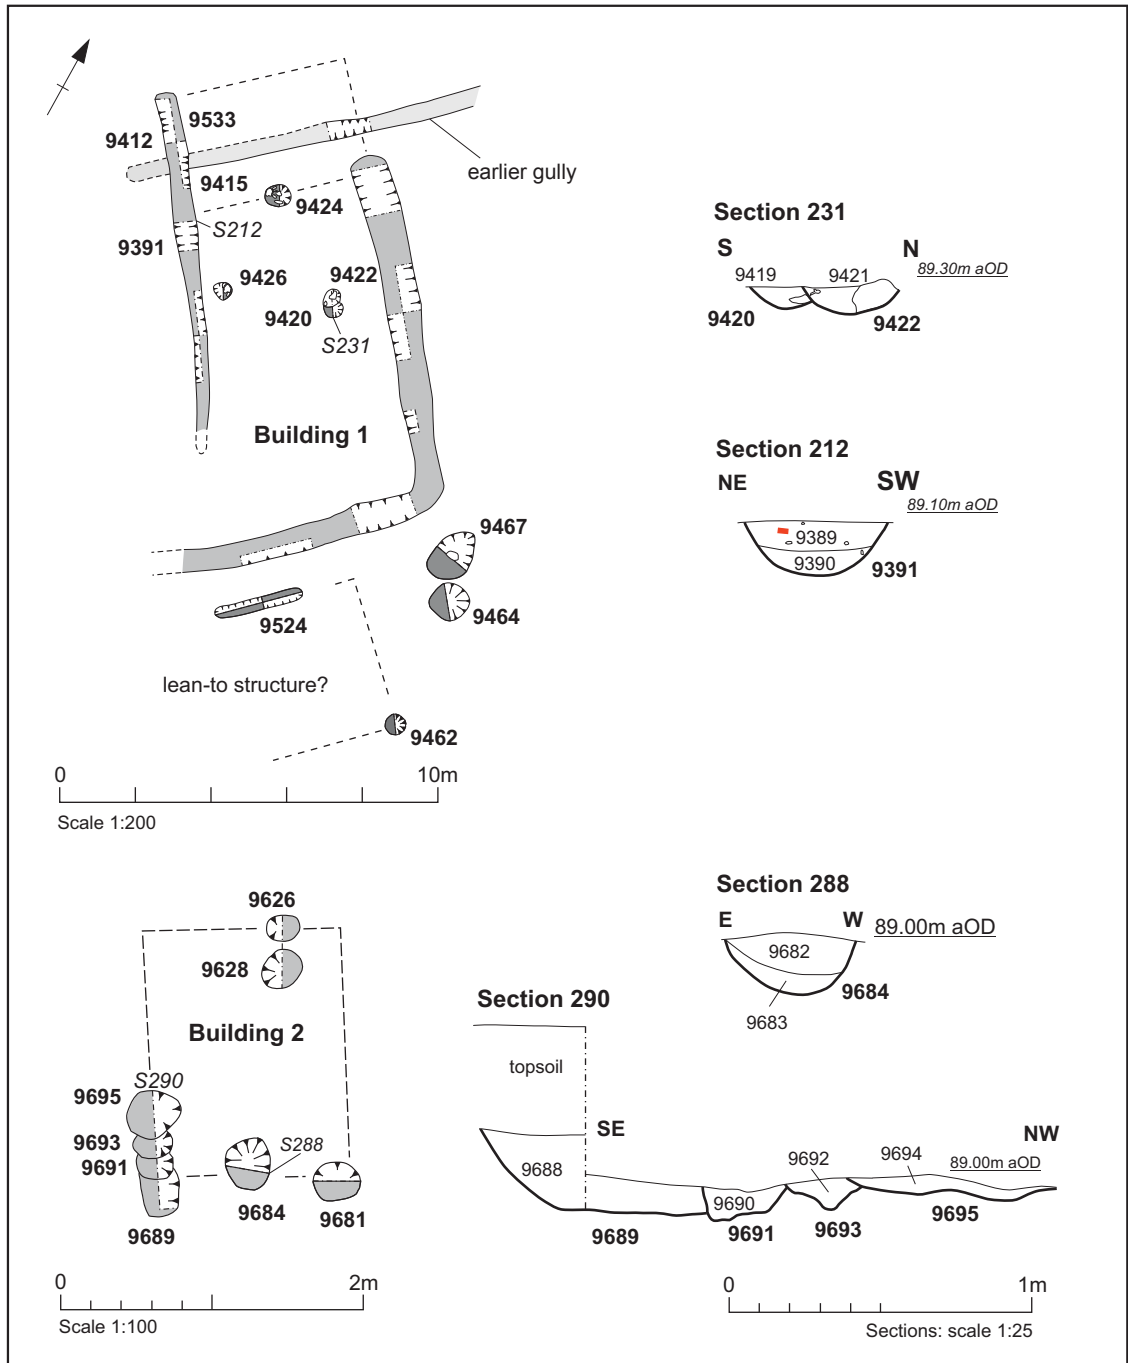 9533
9412
9415
earlier gully
9424
S212
9391
9426
9422
9420
S231
Building 1
9467
9464
9524
lean-to structure?
9462
0 10m
Scale 1:200
Section 231
S N
9419 9421 89.30m aOD
9420 9422
Section 212
NE SW
89.10m aOD
9389
9390 9391
9626
9628
Building 2
S290
9695
9693
9691
S288
9684 9681
9689
0 2m
Scale 1:100
Section 288
E W 89.00m aOD
9682
9684
9683
Section 290
topsoil
SE NW
9688 9692 9694 89.00m aOD
9690
9689 9691 9693 9695
0 1m
Sections: scale 1:25